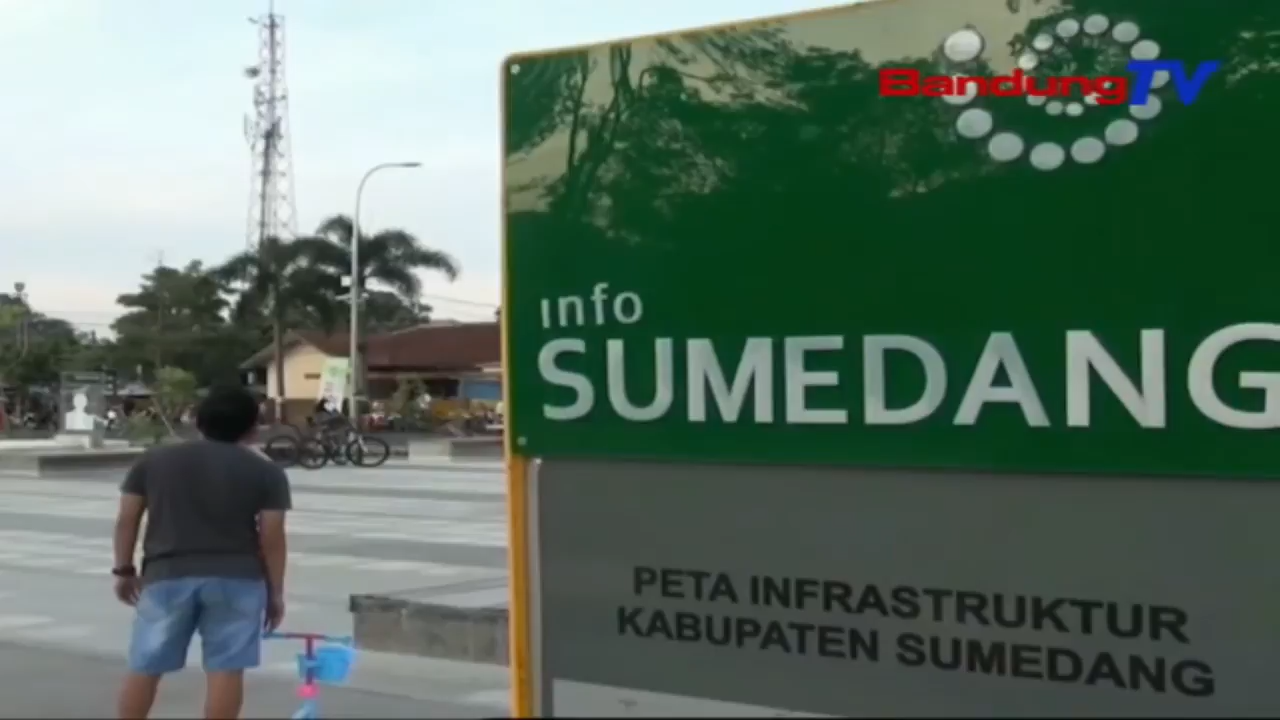 BandungTV
info
SUMEDANG
PETA INFRASTRUKTUR
KABUPATEN SUMEDANG